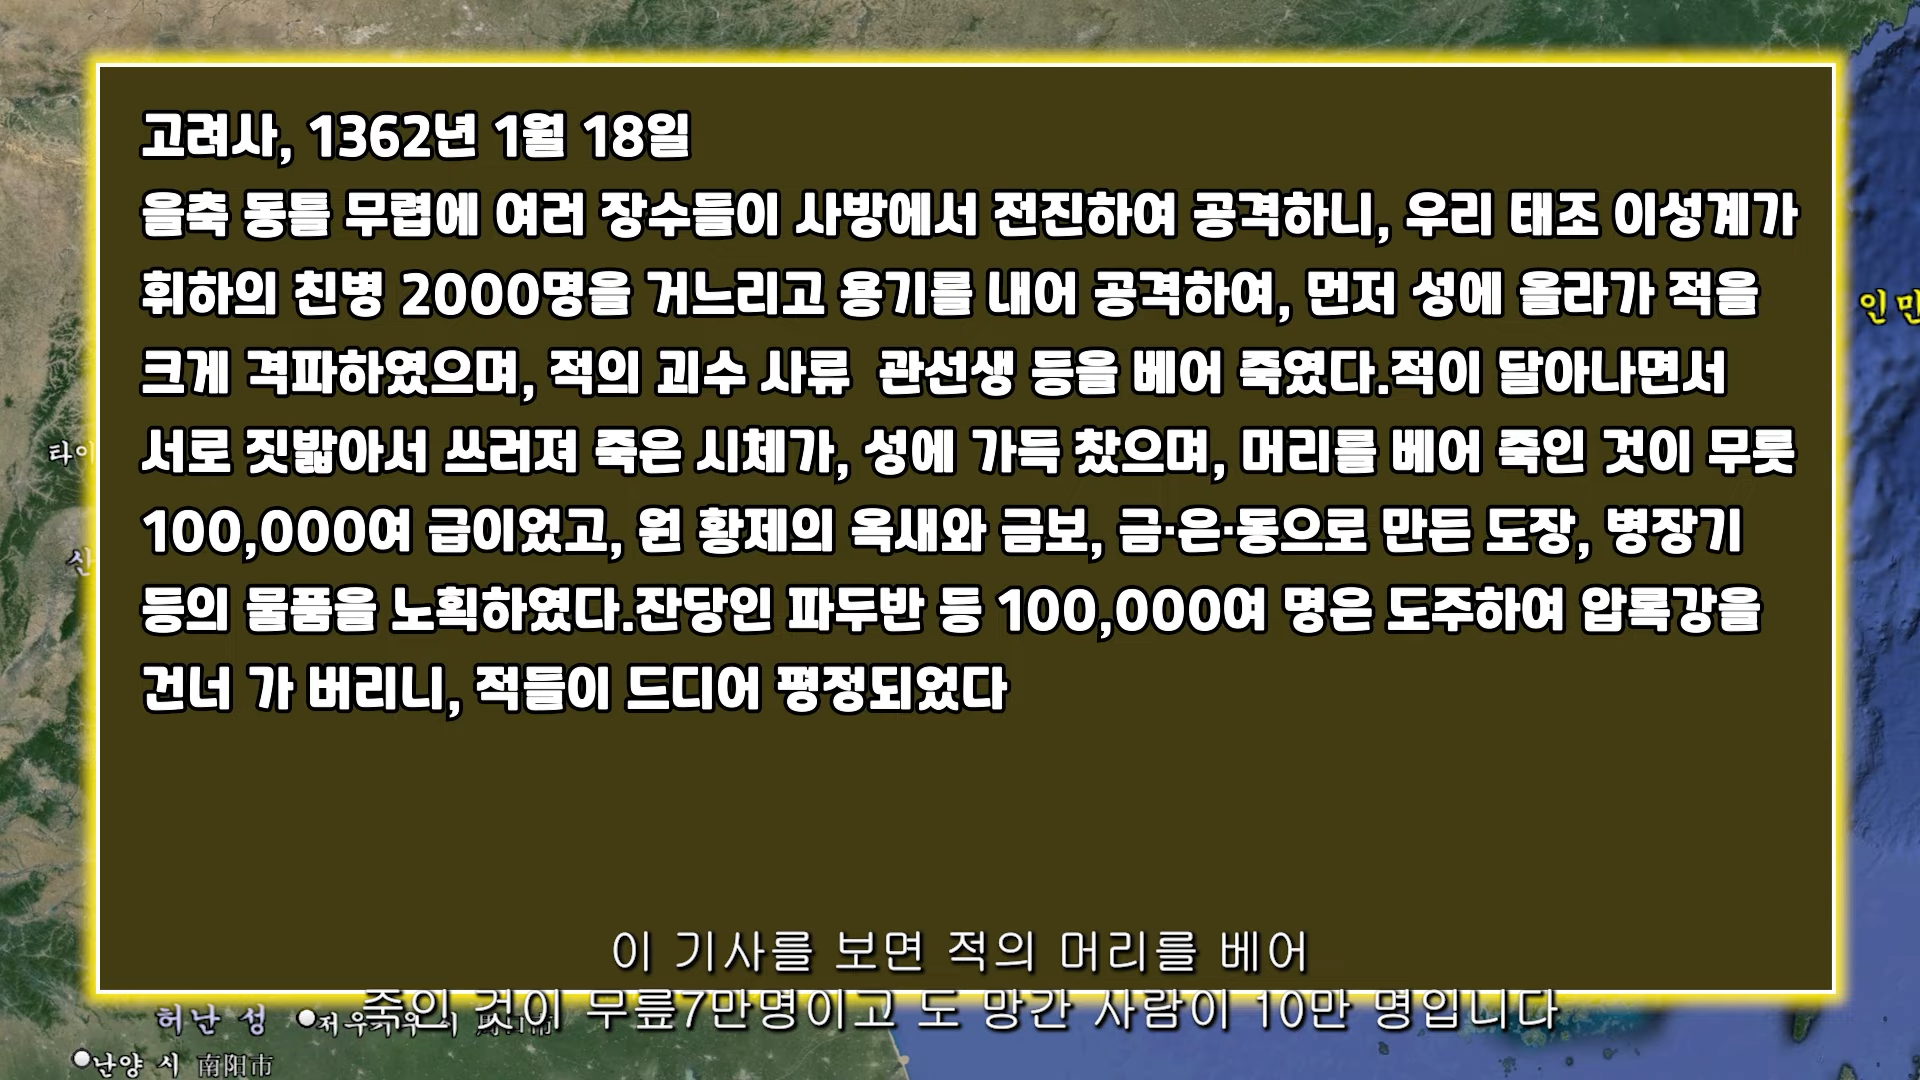 고려사, 1362년 1월 18일
을축 동틀 무렵에 여러 장수들이 사방에서 전진하여 공격하니, 우리 태조 이성계가
휘하의 친병 2000명을 거느리고 용기를 내어 공격하여, 먼저 성에 올라가 적을
크게 격파하였으며, 적의 괴수 사류 관선생 등을 베어 죽였다.적이 달아나면서
서로 짓밟아서 쓰러져 죽은 시체가, 성에 가득 찼으며, 머리를 베어 죽인 것이 무릇
100,000여 급이었고, 원 황제의 옥새와 금보, 금·은·동으로 만든 도장, 병장기
등의 물품을 노획하였다.잔당인 파두반 등 100,000여 명은 도주하여 압록강을
건너 가 버리니, 적들이 드디어 평정되었다
인민
타이
산
이 기사를 보면 적의 머리를 베어
죽인 것이 무릎7만명이고 도 망간 사람이 10만 명입니다
허난 성
난양 시 南阳市